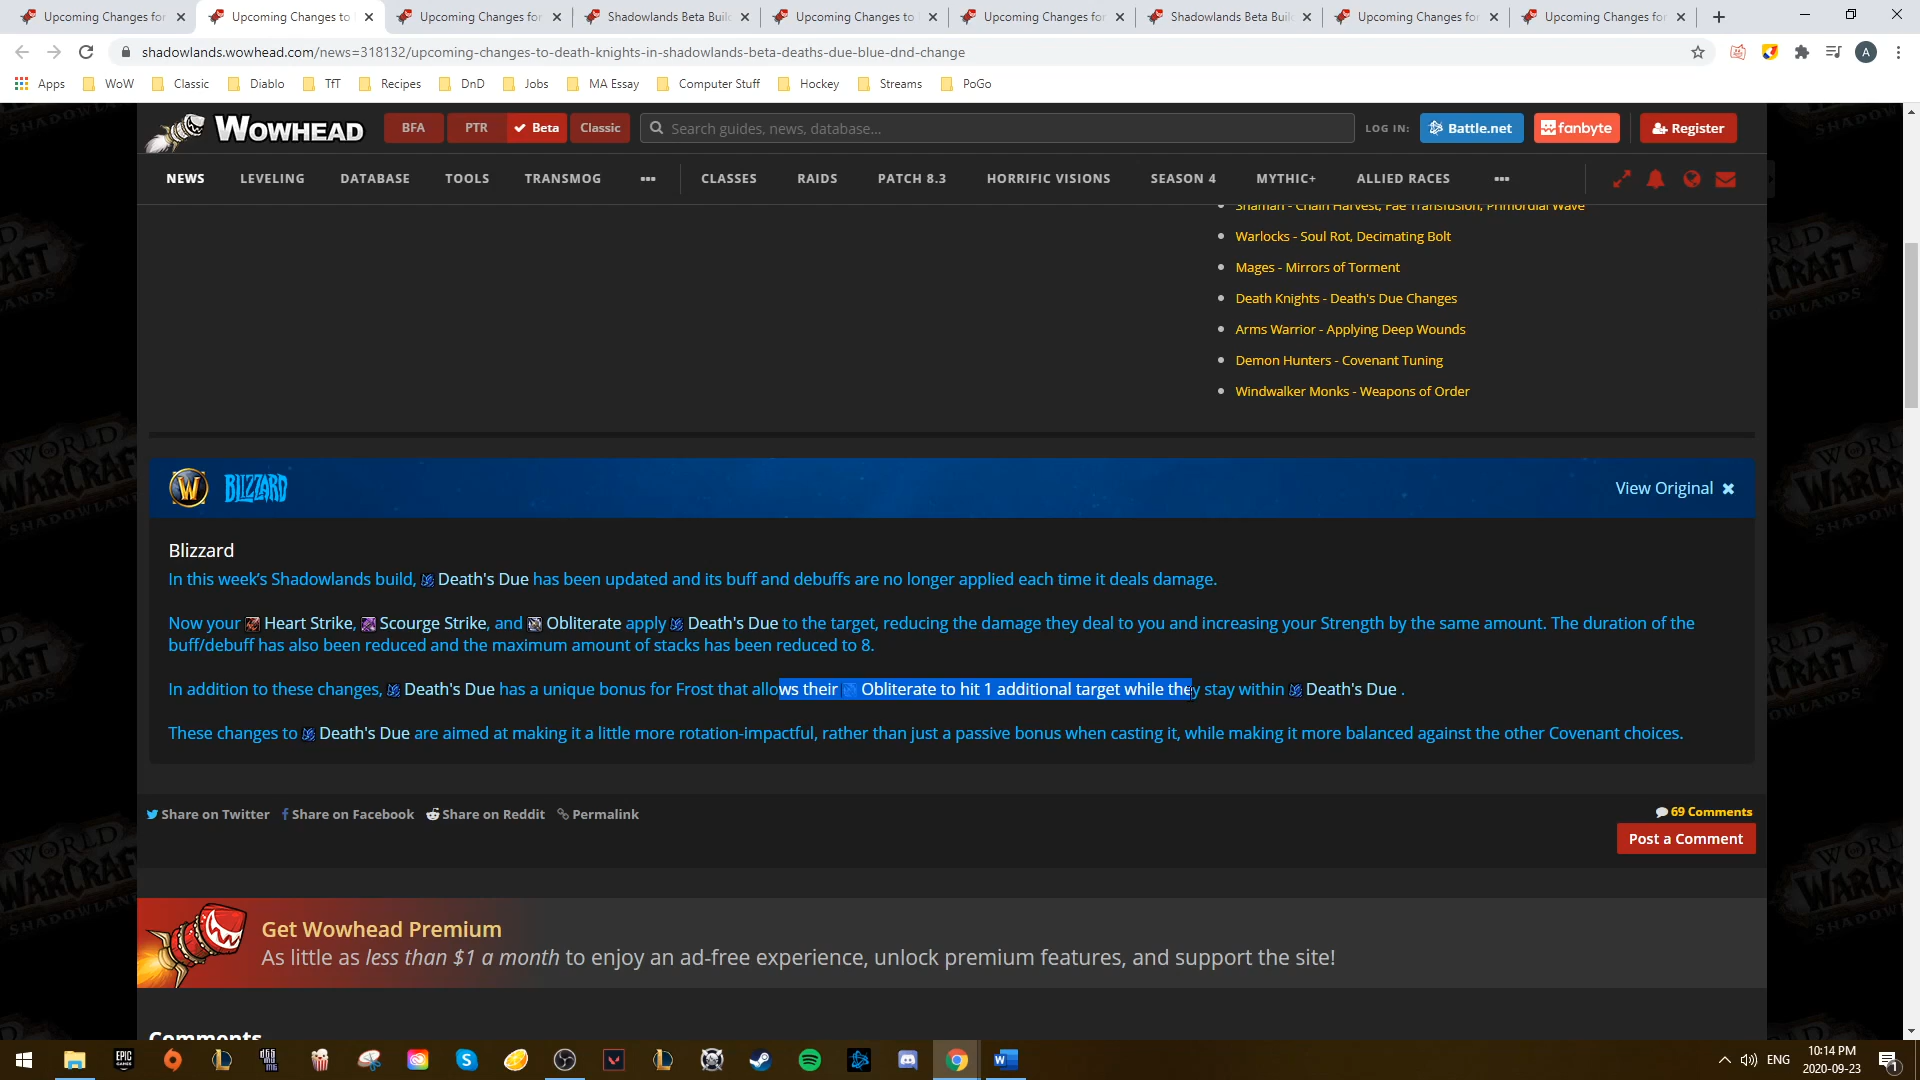 Upcoming Changes for
Upcoming Changes to
Upcoming Changes for
Shadowlands Beta Build
Upcoming Changes to
Upcoming Changes for
Shadowlands Beta Build
Upcoming Changes for
Upcoming Changes for
shadowlands.wowhead.com/news=318132/upcoming-changes-to-death-knights-in-shadowlands-beta-deaths-due-blue-dnd-change
A
Apps WoW Classic Diablo TfT Recipes DnD Jobs MA Essay Computer Stuff Hockey Streams PoGo
WOWHEAD BFA PTR Beta Classic Search guides, news, database... LOG IN: Battle.net fanbyte Register
NEWS LEVELING DATABASE TOOLS TRANSMOG ••• CLASSES RAIDS PATCH 8.3 HORRIFIC VISIONS SEASON 4 MYTHIC+ ALLIED RACES •••
Shaman - Chain Harvest, Fae Transfusion, Primordial Wave
Warlocks - Soul Rot, Decimating Bolt
Mages - Mirrors of Torment
Death Knights - Death's Due Changes
Arms Warrior - Applying Deep Wounds
Demon Hunters - Covenant Tuning
Windwalker Monks - Weapons of Order
W BLIZZARD View Original
Blizzard
In this week's Shadowlands build, Death's Due has been updated and its buff and debuffs are no longer applied each time it deals damage.
Now your Heart Strike, Scourge Strike, and Obliterate apply Death's Due to the target, reducing the damage they deal to you and increasing your Strength by the same amount. The duration of the
buff/debuff has also been reduced and the maximum amount of stacks has been reduced to 8.
In addition to these changes, Death's Due has a unique bonus for Frost that allows their Obliterate to hit 1 additional target while they stay within Death's Due .
These changes to Death's Due are aimed at making it a little more rotation-impactful, rather than just a passive bonus when casting it, while making it more balanced against the other Covenant choices.
Share on Twitter Share on Facebook Share on Reddit Permalink
69 Comments
Post a Comment
Get Wowhead Premium
As little as less than $1 a month to enjoy an ad-free experience, unlock premium features, and support the site!
Comments
ENG
10:14 PM
2020-09-23
1